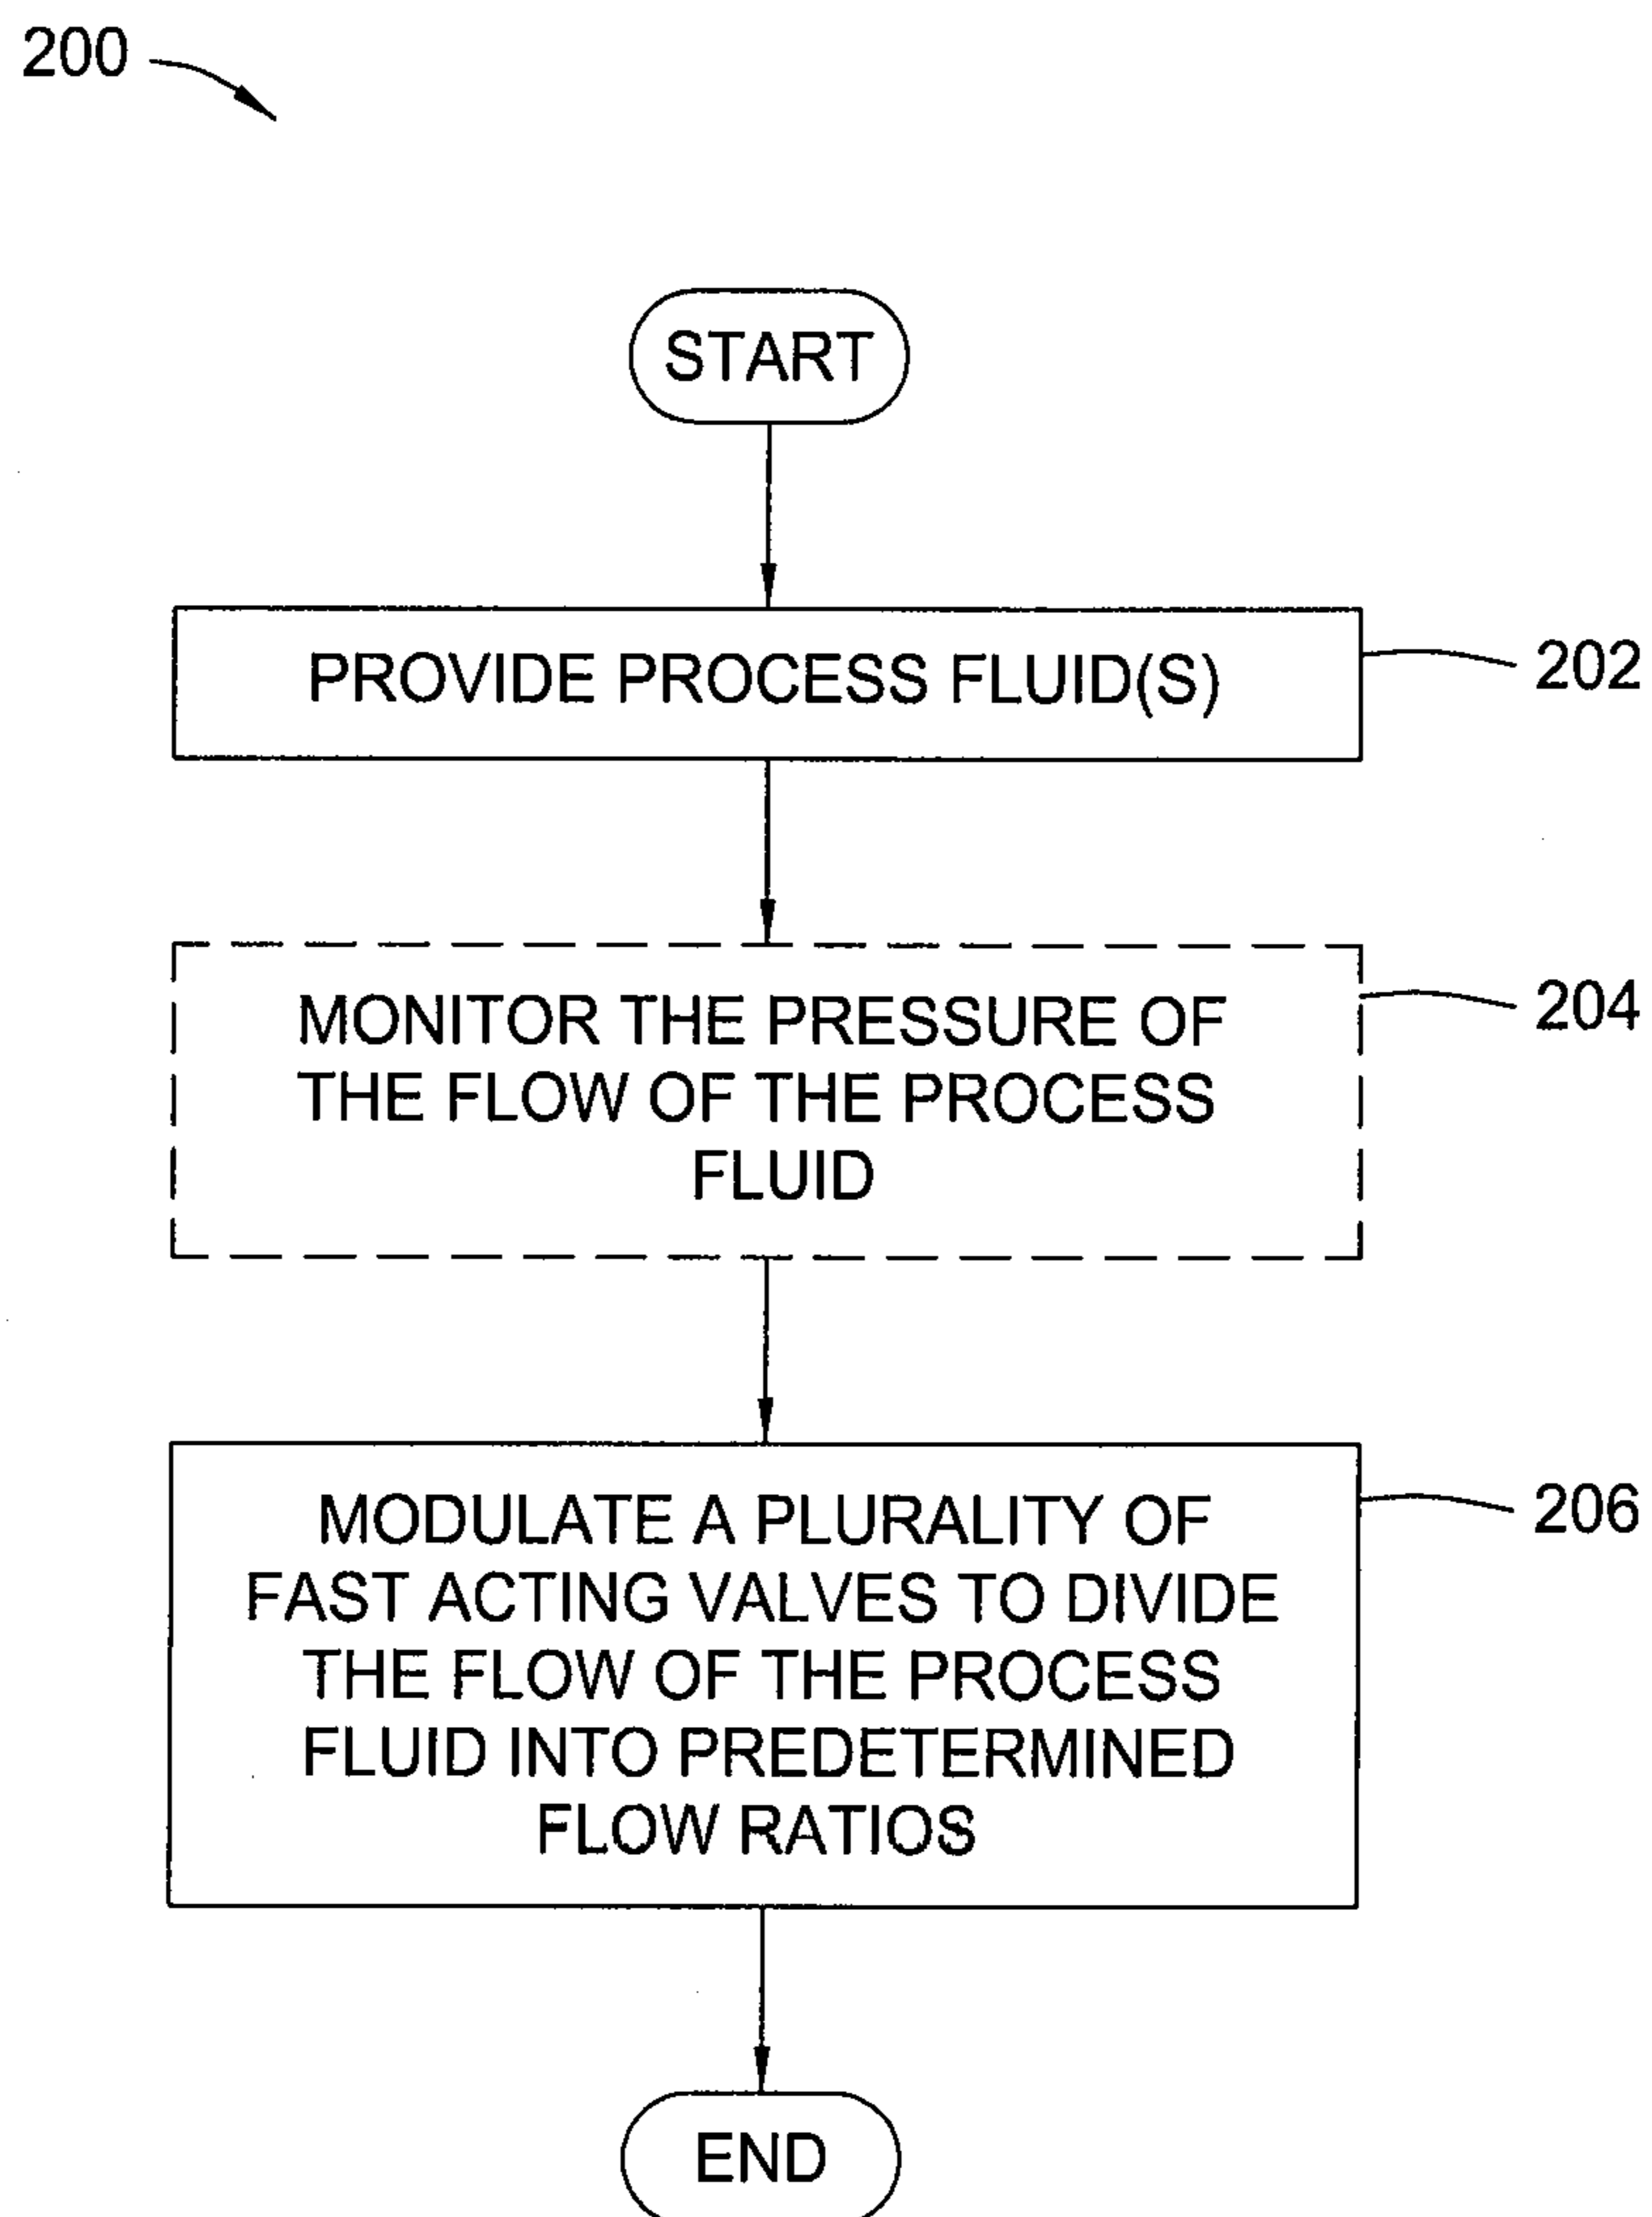 200
START
PROVIDE PROCESS FLUID(S)
202
MONITOR THE PRESSURE OF
THE FLOW OF THE PROCESS
FLUID
204
MODULATE A PLURALITY OF
FAST ACTING VALVES TO DIVIDE
THE FLOW OF THE PROCESS
FLUID INTO PREDETERMINED
FLOW RATIOS
206
END